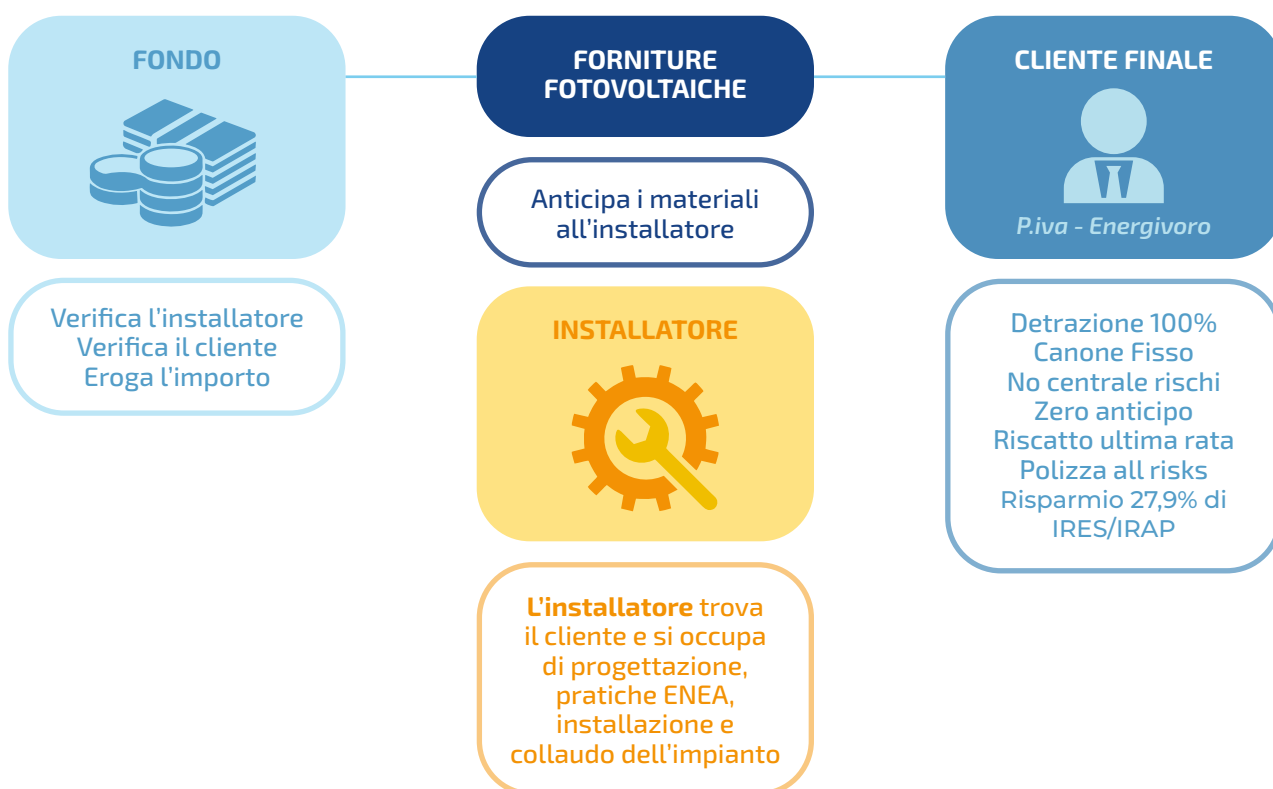 FONDO
Verifica l'installatore
Verifica il cliente
Eroga l'importo
FORNITURE
FOTOVOLTAICHE
Anticipa i materiali
all'installatore
INSTALLATORE
L'installatore trova
il cliente e si occupa
di progettazione,
pratiche ENEA,
installazione e
collaudo dell'impianto
CLIENTE FINALE
P.iva - Energivoro
Detrazione 100%
Canone Fisso
No centrale rischi
Zero anticipo
Riscatto ultima rata
Polizza all risks
Risparmio 27,9% di
IRES/IRAP